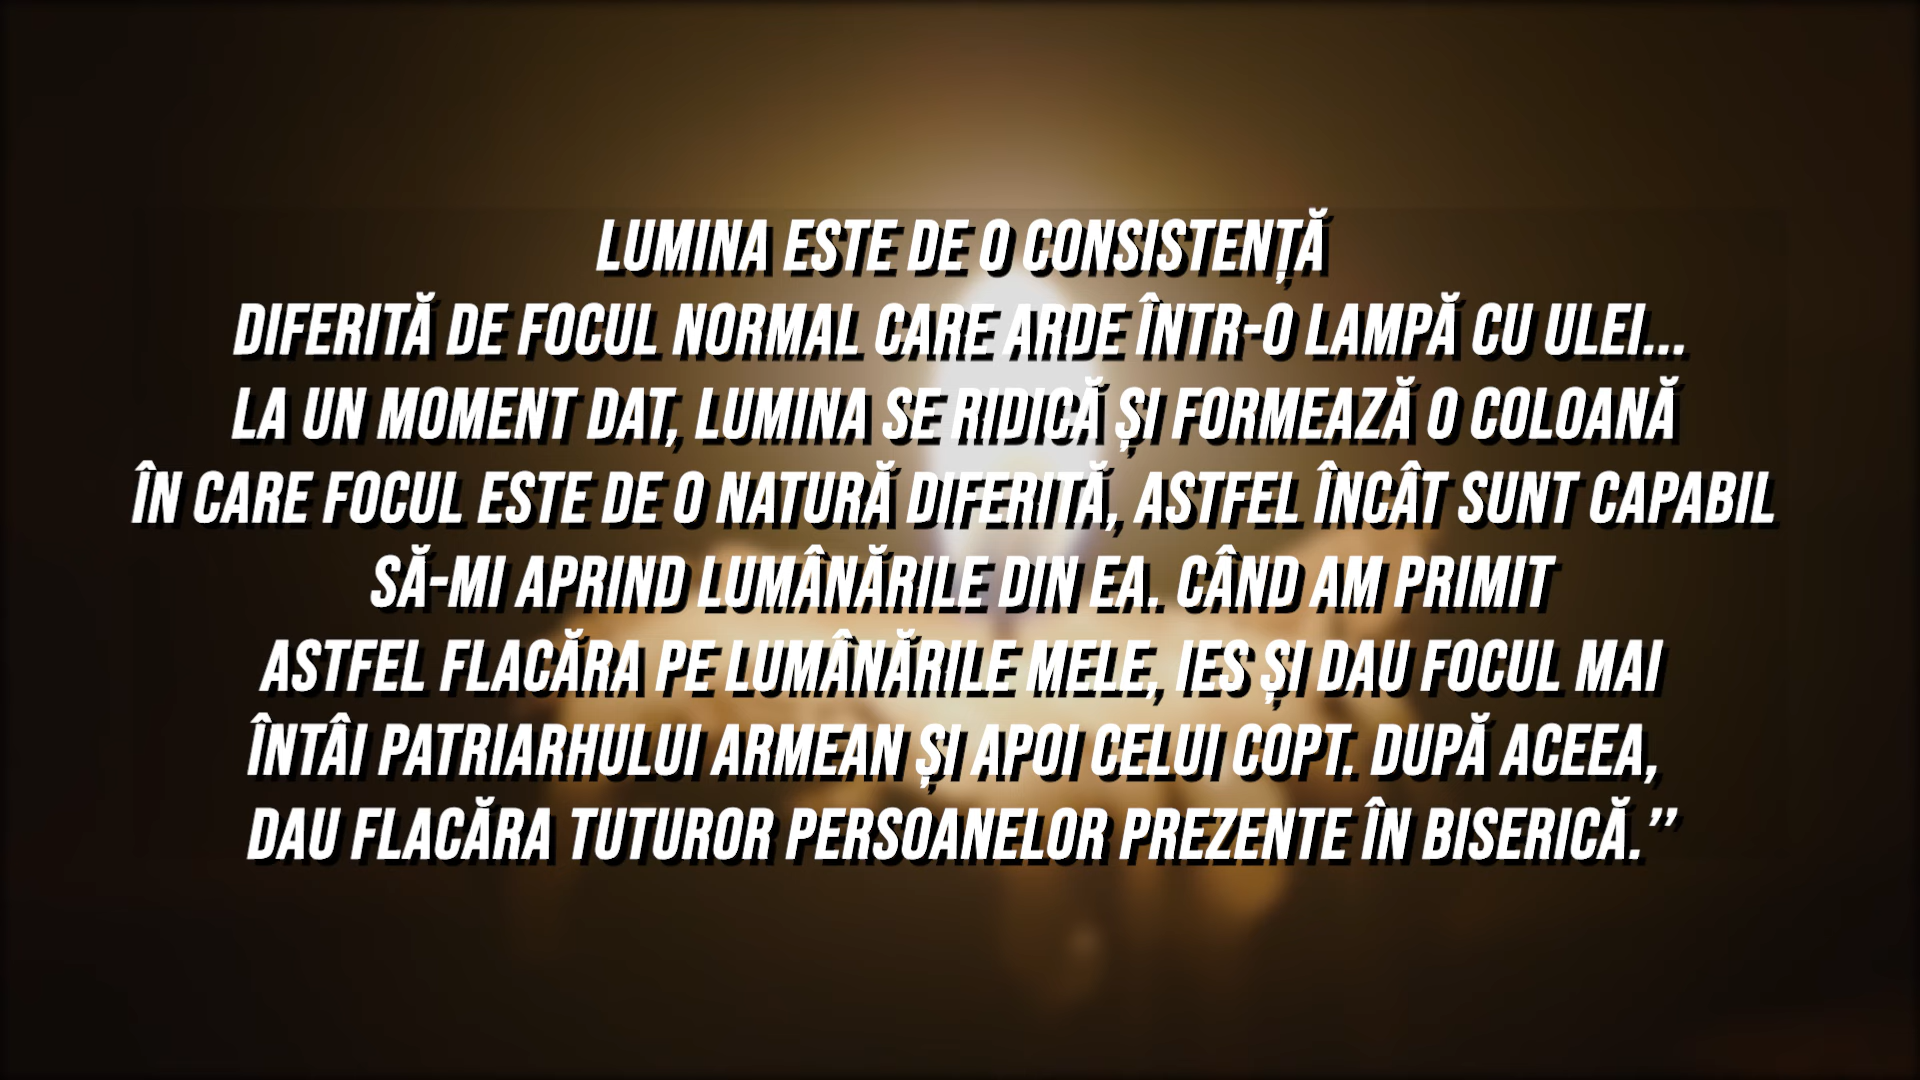 LUMINA ESTE DE O CONSISTENȚĂ
DIFERITĂ DE FOCUL NORMAL CARE ARDE ÎNTR-O LAMPĂ CU ULEI...
LA UN MOMENT DAT, LUMINA SE RIDICĂ ȘI FORMEAZĂ O COLOANĂ
ÎN CARE FOCUL ESTE DE O NATURĂ DIFERITĂ, ASTFEL ÎNCÂT SUNT CAPABIL
SĂ-MI APRIND LUMÂNĂRILE DIN EA. CÂND AM PRIMIT
ASTFEL FLACĂRA PE LUMÂNĂRILE MELE, IES ȘI DAU FOCUL MAI
ÎNTÂI PATRIARHULUI ARMEAN ȘI APOI CELUI COPT. DUPĂ ACEEA,
DAU FLACĂRA TUTUROR PERSOANELOR PREZENTE ÎN BISERICĂ.”